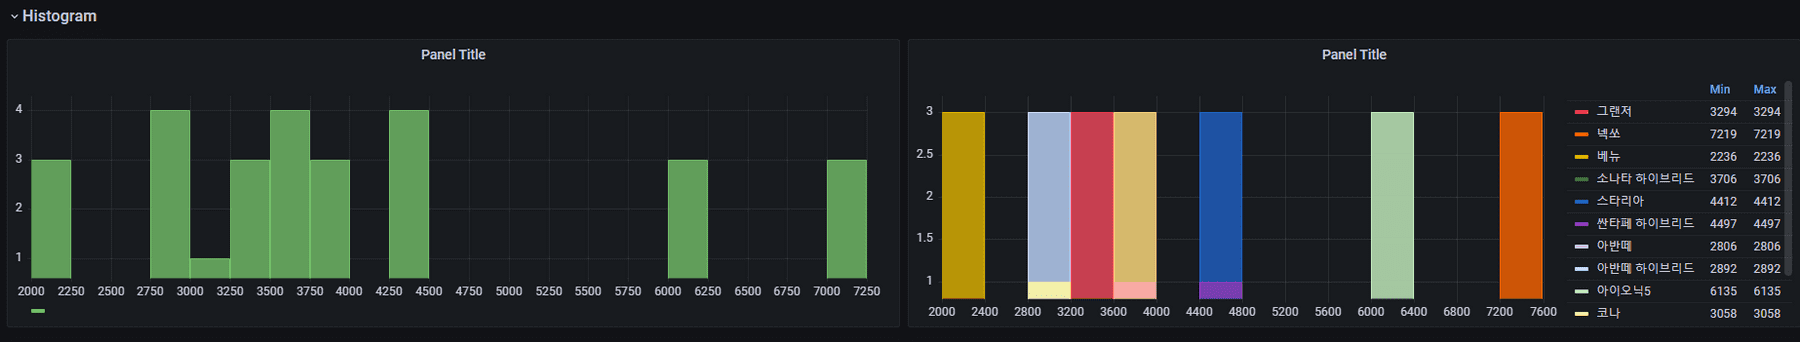 Histogram
Panel Title
4
3
2
1
2000 2250 2500 2750 3000 3250 3500 3750 4000 4250 4500 4750 5000 5250 5500 5750 6000 6250 6500 6750 7000 7250
Panel Title
3
2.5
2
1.5
1
2000 2400 2800 3200 3600 4000 4400 4800 5200 5600 6000 6400 6800 7200 7600
Min Max
그랜저 3294 3294
넥쏘 7219 7219
베뉴 2236 2236
소나타 하이브리드 3706 3706
스타리아 4412 4412
싼타페 하이브리드 4497 4497
아반떼 2806 2806
아반떼 하이브리드 2892 2892
아이오닉5 6135 6135
코나 3058 3058